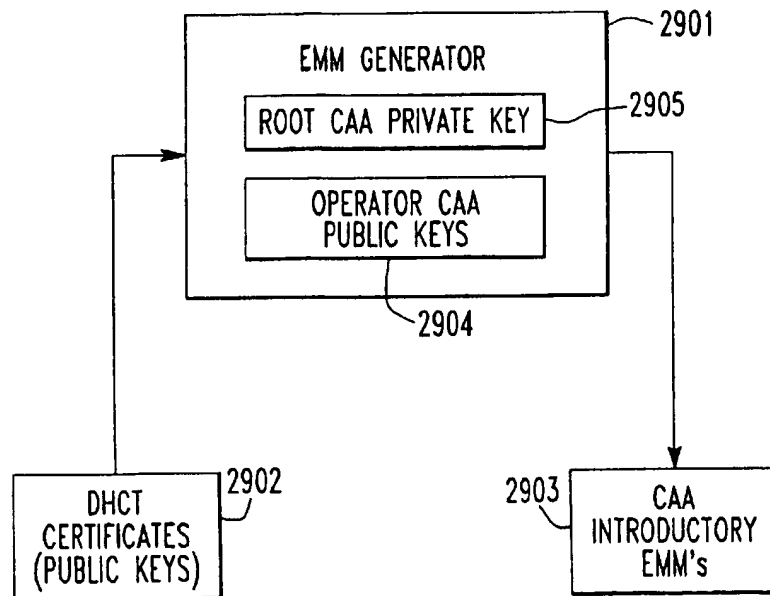 2901
EMM GENERATOR
ROOT CAA PRIVATE KEY
2905
OPERATOR CAA
PUBLIC KEYS
2904
DHCT
CERTIFICATES
(PUBLIC KEYS)
2902
2903
CAA
INTRODUCTORY
EMM's